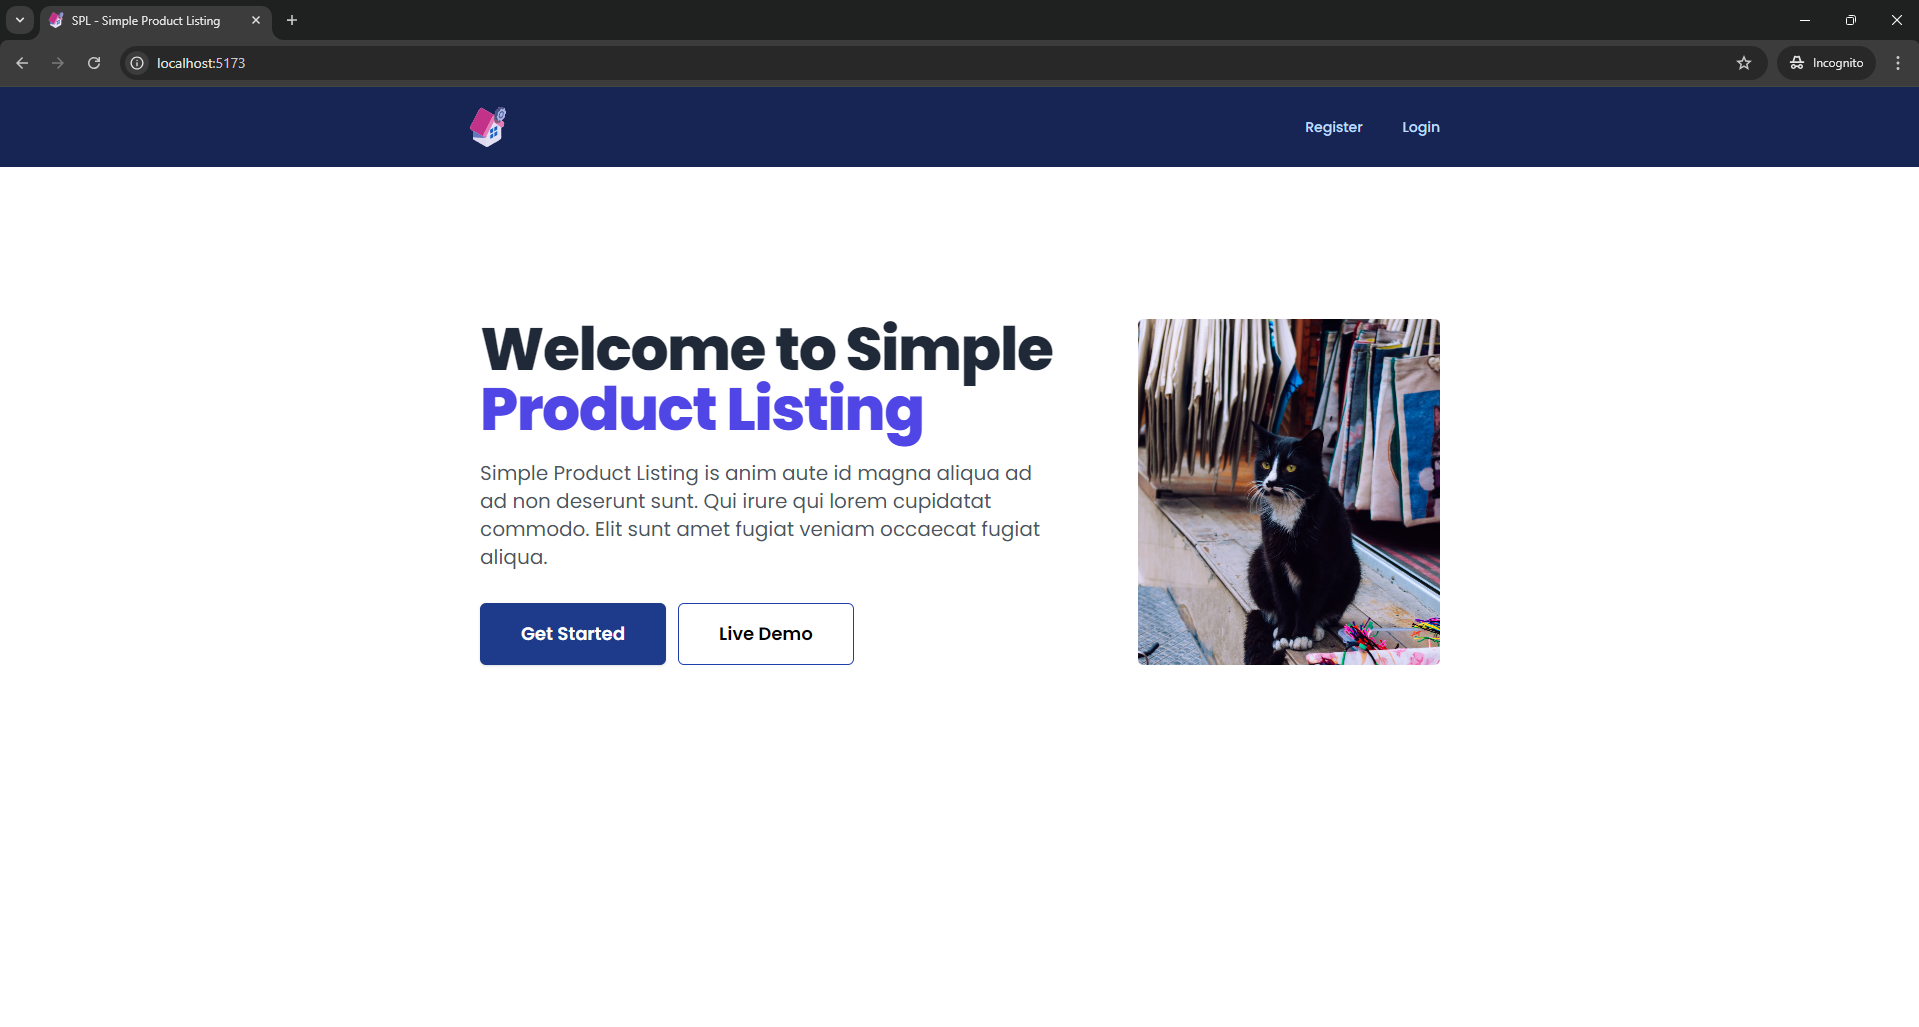 SPL - Simple Product Listing
localhost:5173
Incognito
Register Login
Welcome to Simple
Product Listing
Simple Product Listing is anim aute id magna aliqua ad
ad non deserunt sunt. Qui irure qui lorem cupidatat
commodo. Elit sunt amet fugiat veniam occaecat fugiat
aliqua.
Get Started Live Demo